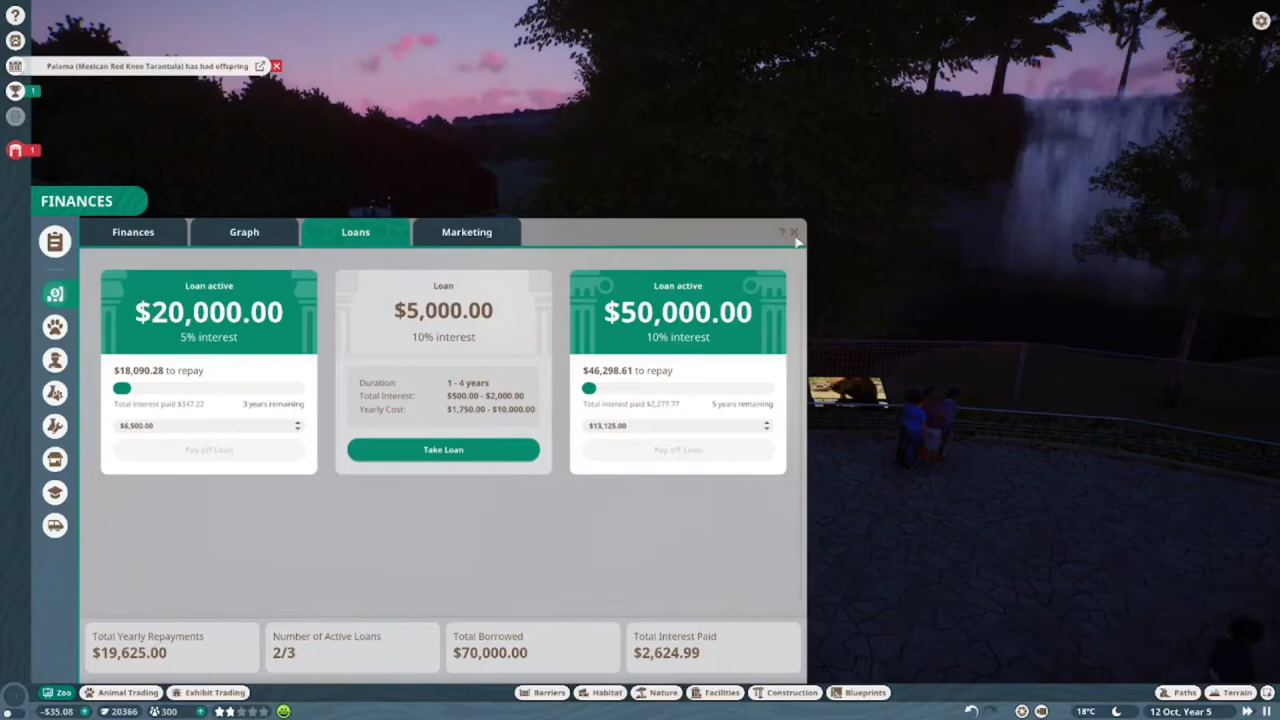 Paloma (Mexican Red Knee Tarantula) has had offspring
1
1
FINANCES
Finances
Graph
Loans
Marketing
?
Loan active
$20,000.00
5% interest
$18,090.28 to repay
Total interest paid $347.22
3 years remaining
$6,500.00
Pay off Loan
Loan
$5,000.00
10% interest
Duration: 1 - 4 years
Total Interest: $500.00 - $2,000.00
Yearly Cost: $1,750.00 - $10,000.00
Take Loan
Loan active
$50,000.00
10% interest
$46,298.61 to repay
Total interest paid $2,277.77
5 years remaining
$13,125.00
Pay off Loan
Total Yearly Repayments
$19,625.00
Number of Active Loans
2/3
Total Borrowed
$70,000.00
Total Interest Paid
$2,624.99
Zoo
Animal Trading
Exhibit Trading
Barriers
Habitat
Nature
Facilities
Construction
Blueprints
Paths
Terrain
-$35.08
20366
300
18°C
12 Oct, Year 5